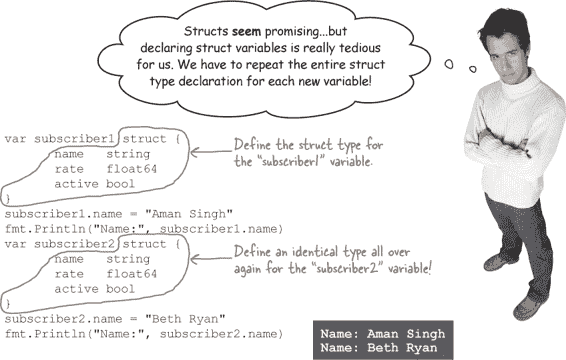 Structs seem promising...but
declaring struct variables is really tedious
for us. We have to repeat the entire struct
type declaration for each new variable!
var subscriber1 struct {
name string
rate float64
active bool
}
Define the struct type for
the “subscriber1” variable.
subscriber1.name = "Aman Singh"
fmt.Println("Name:", subscriber1.name)
var subscriber2 struct {
name string
rate float64
active bool
}
Define an identical type all over
again for the “subscriber2” variable!
subscriber2.name = "Beth Ryan"
fmt.Println("Name:", subscriber2.name)
Name: Aman Singh
Name: Beth Ryan